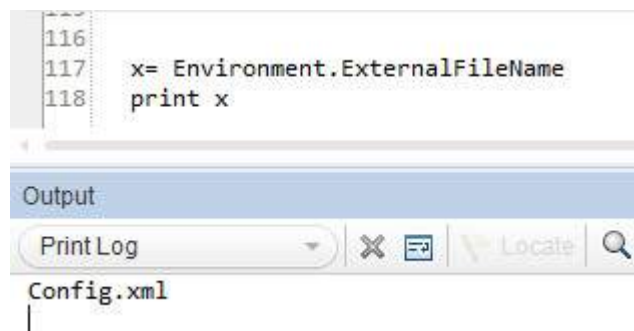 116
117 x= Environment.ExternalFileName
118 print x
Output
Print Log Locate
Config.xml